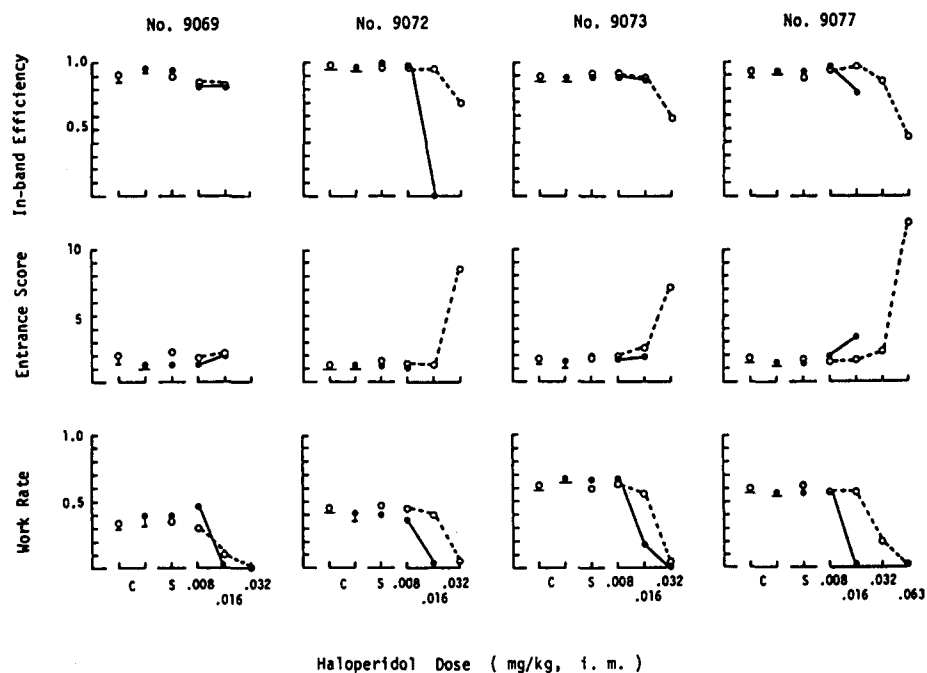 No. 9069 No. 9072 No. 9073 No. 9077
In-band Efficiency
1.0
0.5
Entrance Score
10
5
Work Rate
1.0
0.5
C S .008 .032 C S .008 .032 C S .008 .032 C S .008 .032
.016 .016 .016 .016 .063
Haloperidol Dose ( mg/kg, i. m. )